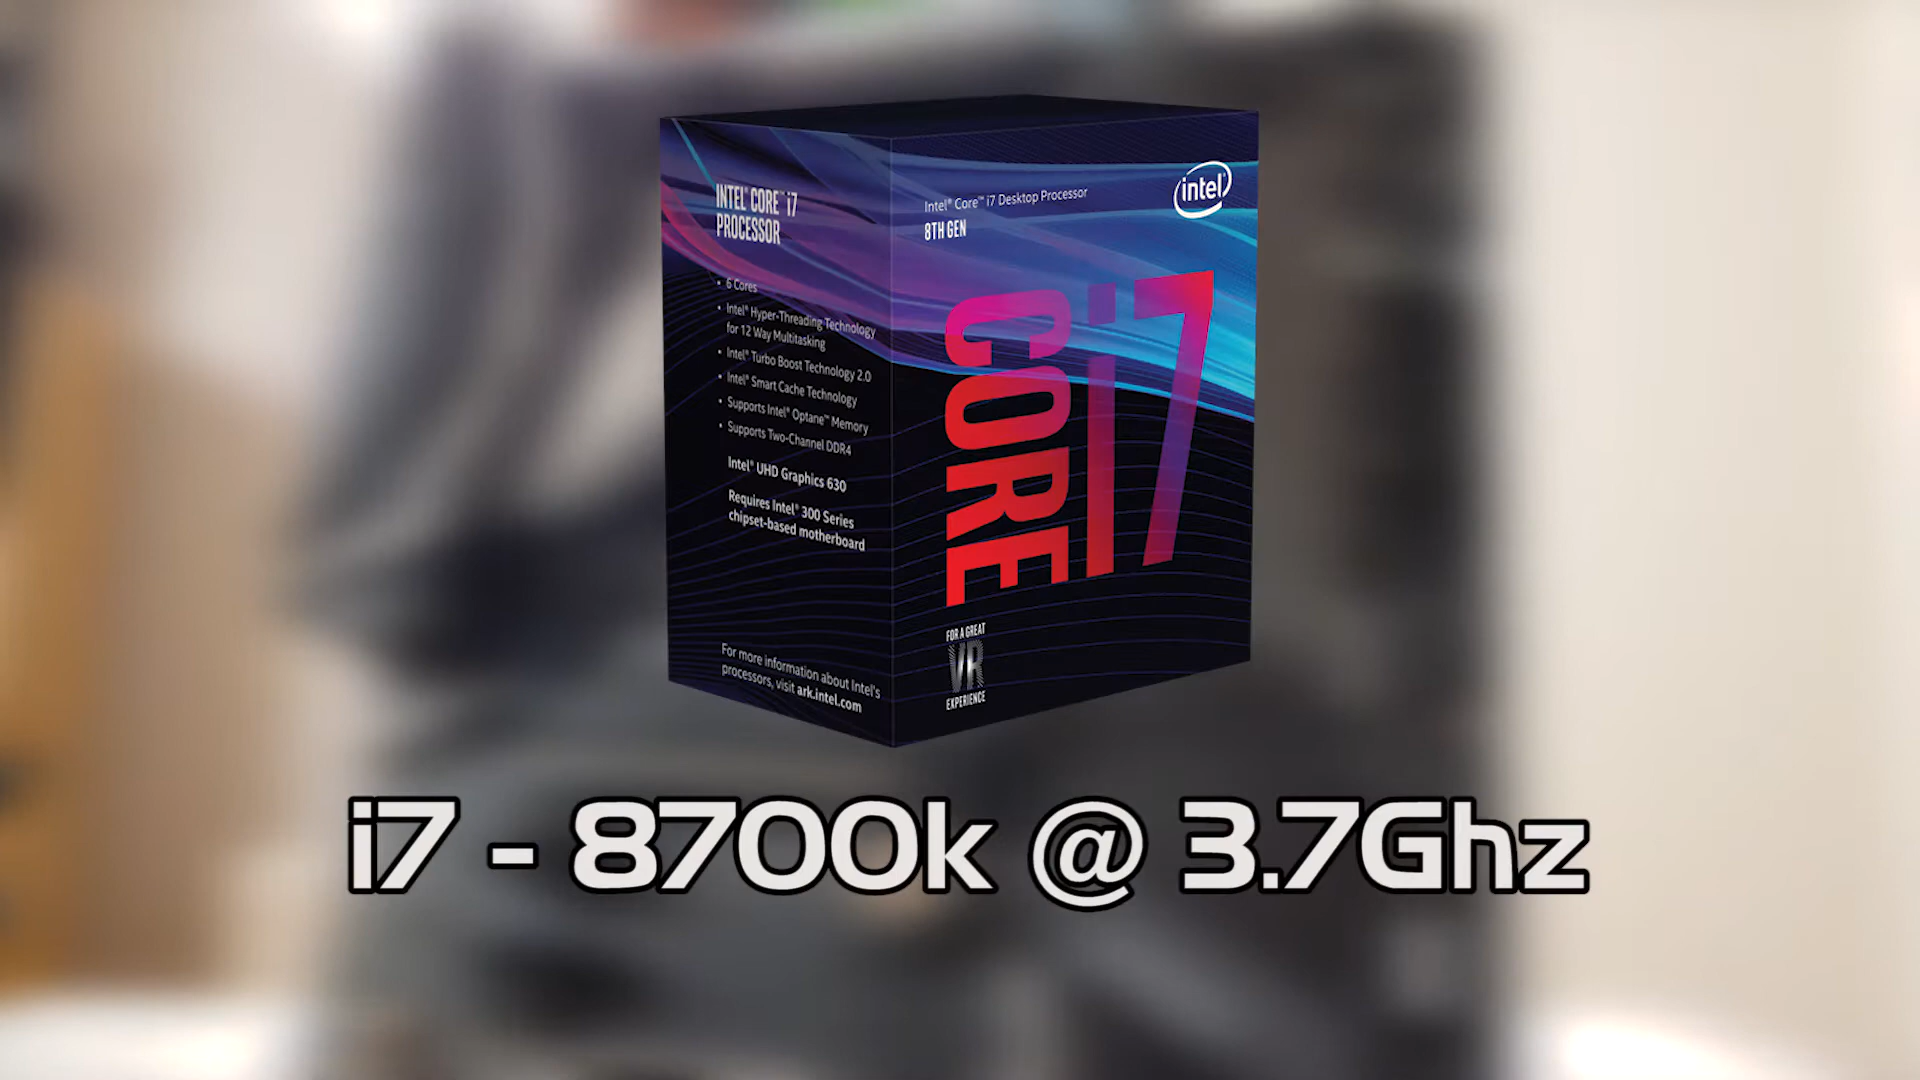 INTEL® CORE™ i7
PROCESSOR
• 6 Cores
• Intel® Hyper-Threading Technology
for 12 Way Multitasking
• Intel® Turbo Boost Technology 2.0
• Intel® Smart Cache Technology
• Supports Intel® Optane™ Memory
• Supports Two-Channel DDR4
Intel® UHD Graphics 630
Requires Intel® 300 Series
chipset-based motherboard
For more information about Intel's
processors, visit ark.intel.com
Intel® Core™ i7 Desktop Processor
8TH GEN
intel®
CORE i7
FOR A GREAT
VR
EXPERIENCE
i7 - 8700k @ 3.7Ghz